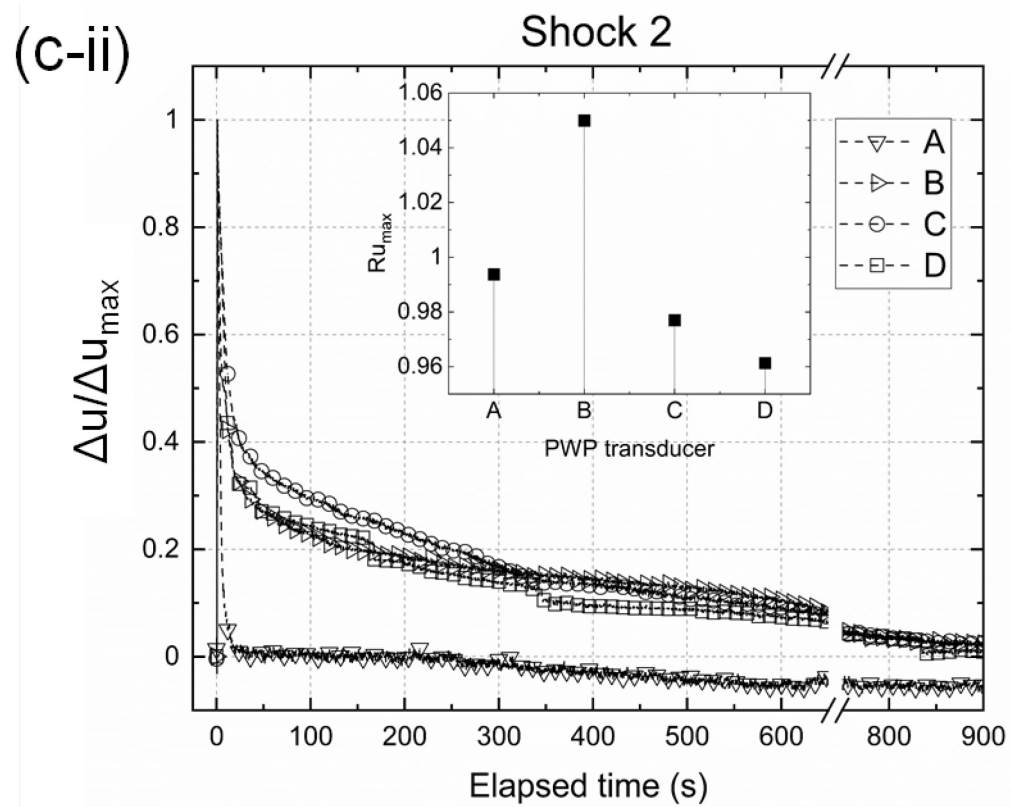 (c-ii)
Shock 2
Δu/Δu_max
1
0.8
0.6
0.4
0.2
0
0
100
200
300
400
500
600
800
900
Elapsed time (s)
Ru_max
1.06
1.04
1.02
1
0.98
0.96
A
B
C
D
PWP transducer
A
B
C
D